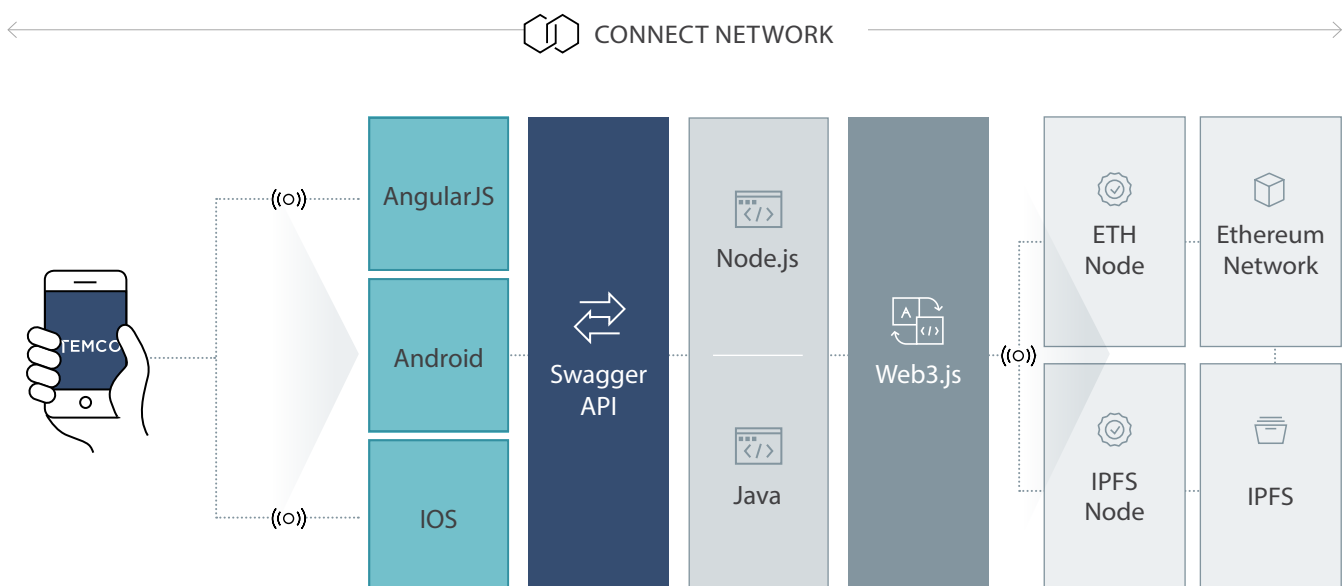 CONNECT NETWORK
TEMCO
AngularJS
Android
IOS
Swagger
API
Node.js
Java
A
Web3.js
ETH
Node
Ethereum
Network
IPFS
Node
IPFS